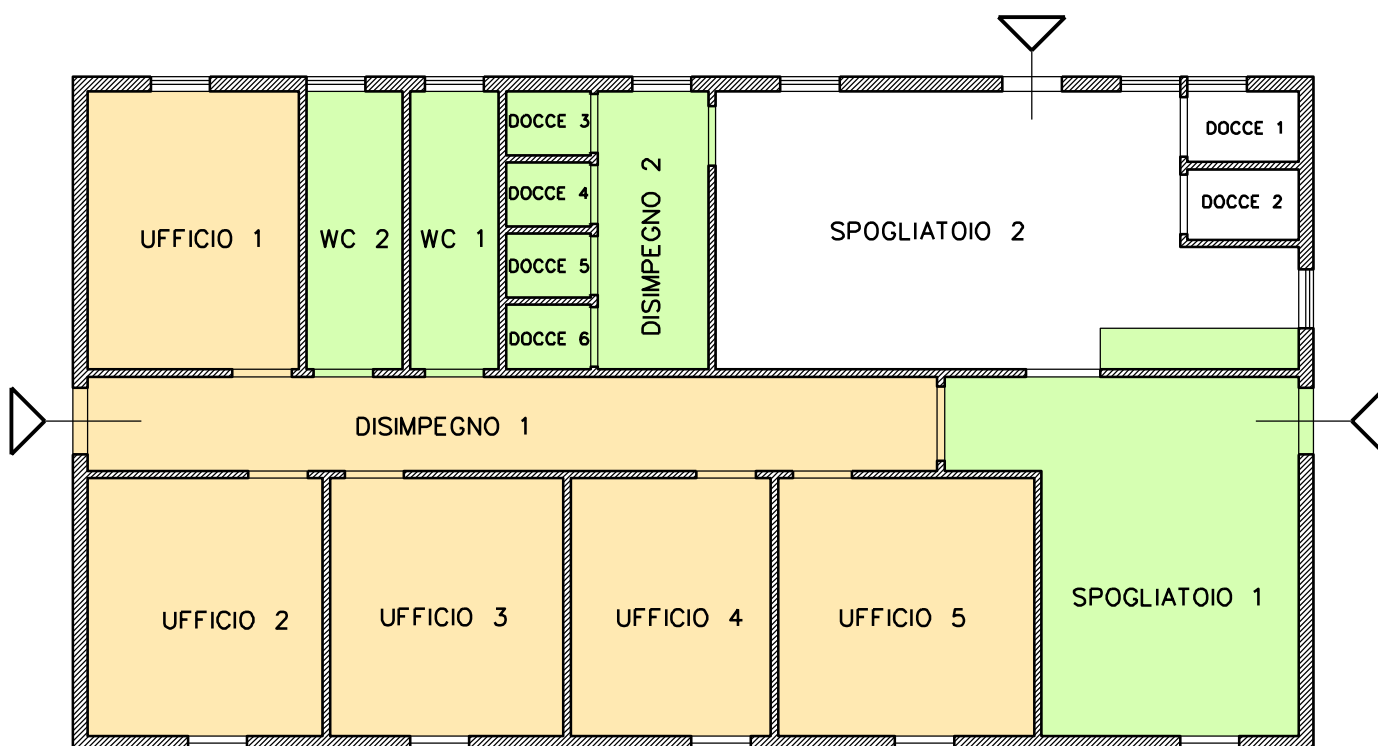 DOCCE 3
DOCCE 1
DOCCE 4
DOCCE 2
UFFICIO 1
WC 2
WC 1
DISIMPEGNO 2
SPOGLIATOIO 2
DOCCE 5
DOCCE 6
DISIMPEGNO 1
SPOGLIATOIO 1
UFFICIO 2
UFFICIO 3
UFFICIO 4
UFFICIO 5